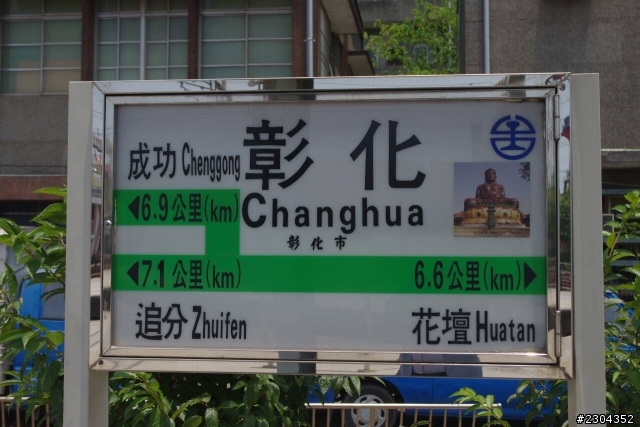 成功 Chenggong
彰化
◀6.9公里(km)
Changhua
彰化市
◀7.1公里(km)
6.6公里(km)▶
追分 Zhuifen
花壇 Huatan
#2304352